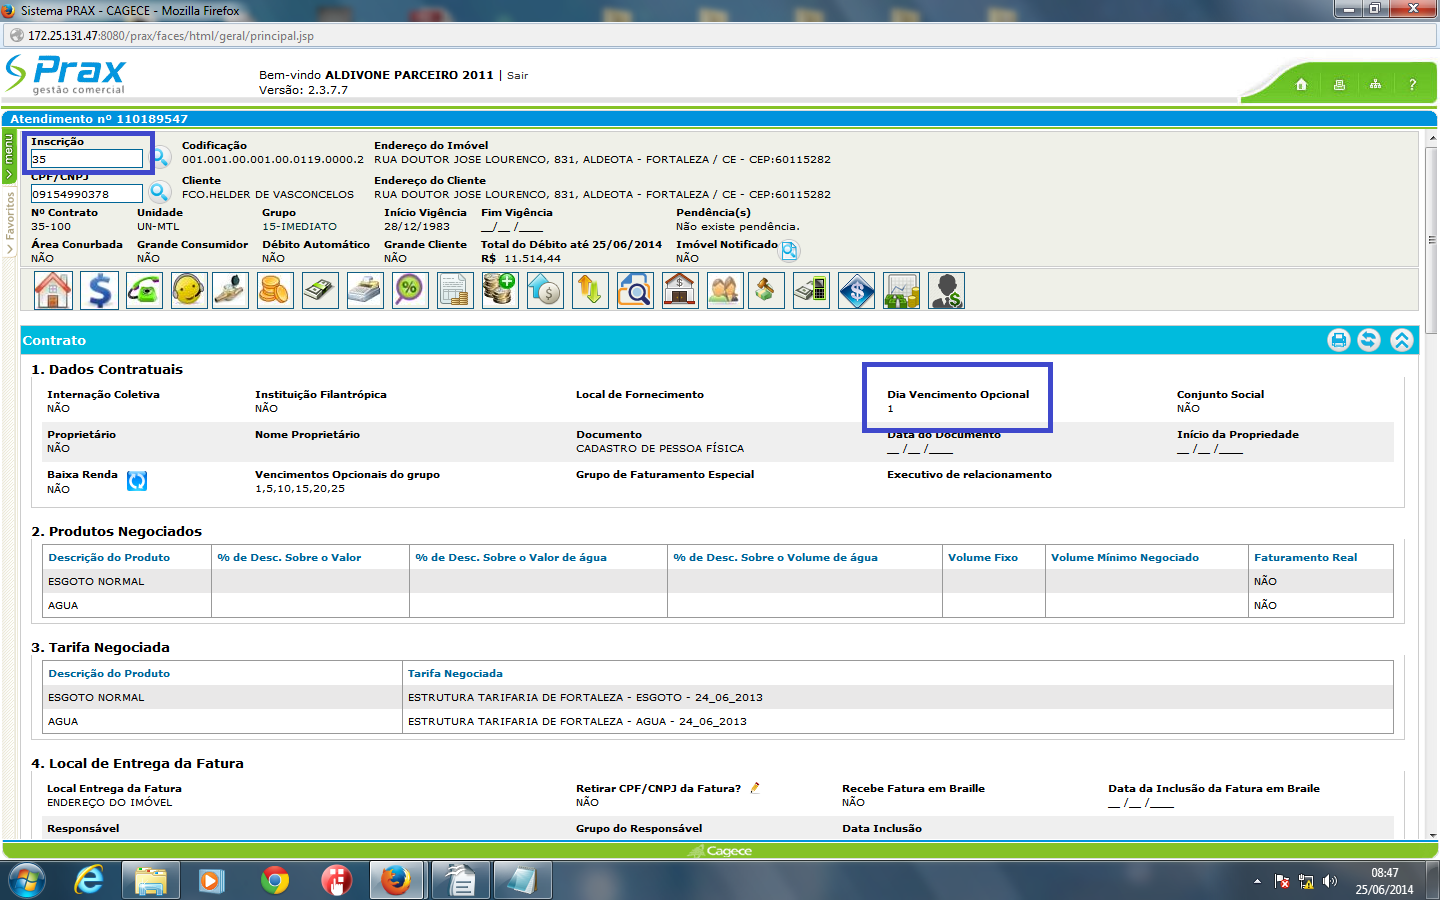 Sistema PRAX - CAGECE - Mozilla Firefox
172.25.131.47:8080/prax/faces/html/geral/principal.jsp
Prax
gestão comercial
Bem-vindo ALDIVONE PARCEIRO 2011 | Sair
Versão: 2.3.7.7
?
Atendimento nº 110189547
menu
Favoritos
Inscrição
35
Codificação
001.001.00.001.00.0119.0000.2
Endereço do Imóvel
RUA DOUTOR JOSE LOURENCO, 831, ALDEOTA - FORTALEZA / CE - CEP:60115282
CPF/CNPJ
09154990378
Cliente
FCO.HELDER DE VASCONCELOS
Endereço do Cliente
RUA DOUTOR JOSE LOURENCO, 831, ALDEOTA - FORTALEZA / CE - CEP:60115282
Nº Contrato Unidade Grupo Início Vigência Fim Vigência Pendência(s)
35-100 UN-MTL 15-IMEDIATO 28/12/1983 __/__ /____ Não existe pendência.
Área Conurbada Grande Consumidor Débito Automático Grande Cliente Total do Débito até 25/06/2014 Imóvel Notificado
NÃO NÃO NÃO NÃO R$ 11.514,44 NÃO
Contrato
1. Dados Contratuais
Internação Coletiva Instituição Filantrópica Local de Fornecimento Dia Vencimento Opcional Conjunto Social
NÃO NÃO 1 NÃO
Proprietário Nome Proprietário Documento Data do Documento Início da Propriedade
NÃO CADASTRO DE PESSOA FÍSICA __ /__ /____ __ /__ /____
Baixa Renda Vencimentos Opcionais do grupo Grupo de Faturamento Especial Executivo de relacionamento
NÃO 1,5,10,15,20,25
2. Produtos Negociados
Descrição do Produto % de Desc. Sobre o Valor % de Desc. Sobre o Valor de água % de Desc. Sobre o Volume de água Volume Fixo Volume Mínimo Negociado Faturamento Real
ESGOTO NORMAL NÃO
AGUA NÃO
3. Tarifa Negociada
Descrição do Produto Tarifa Negociada
ESGOTO NORMAL ESTRUTURA TARIFARIA DE FORTALEZA - ESGOTO - 24_06_2013
AGUA ESTRUTURA TARIFARIA DE FORTALEZA - AGUA - 24_06_2013
4. Local de Entrega da Fatura
Local Entrega da Fatura Retirar CPF/CNPJ da Fatura? Recebe Fatura em Braille Data da Inclusão da Fatura em Braile
ENDEREÇO DO IMÓVEL NÃO NÃO __ /__ /____
Responsável Grupo do Responsável Data Inclusão
Cagece
08:47
25/06/2014